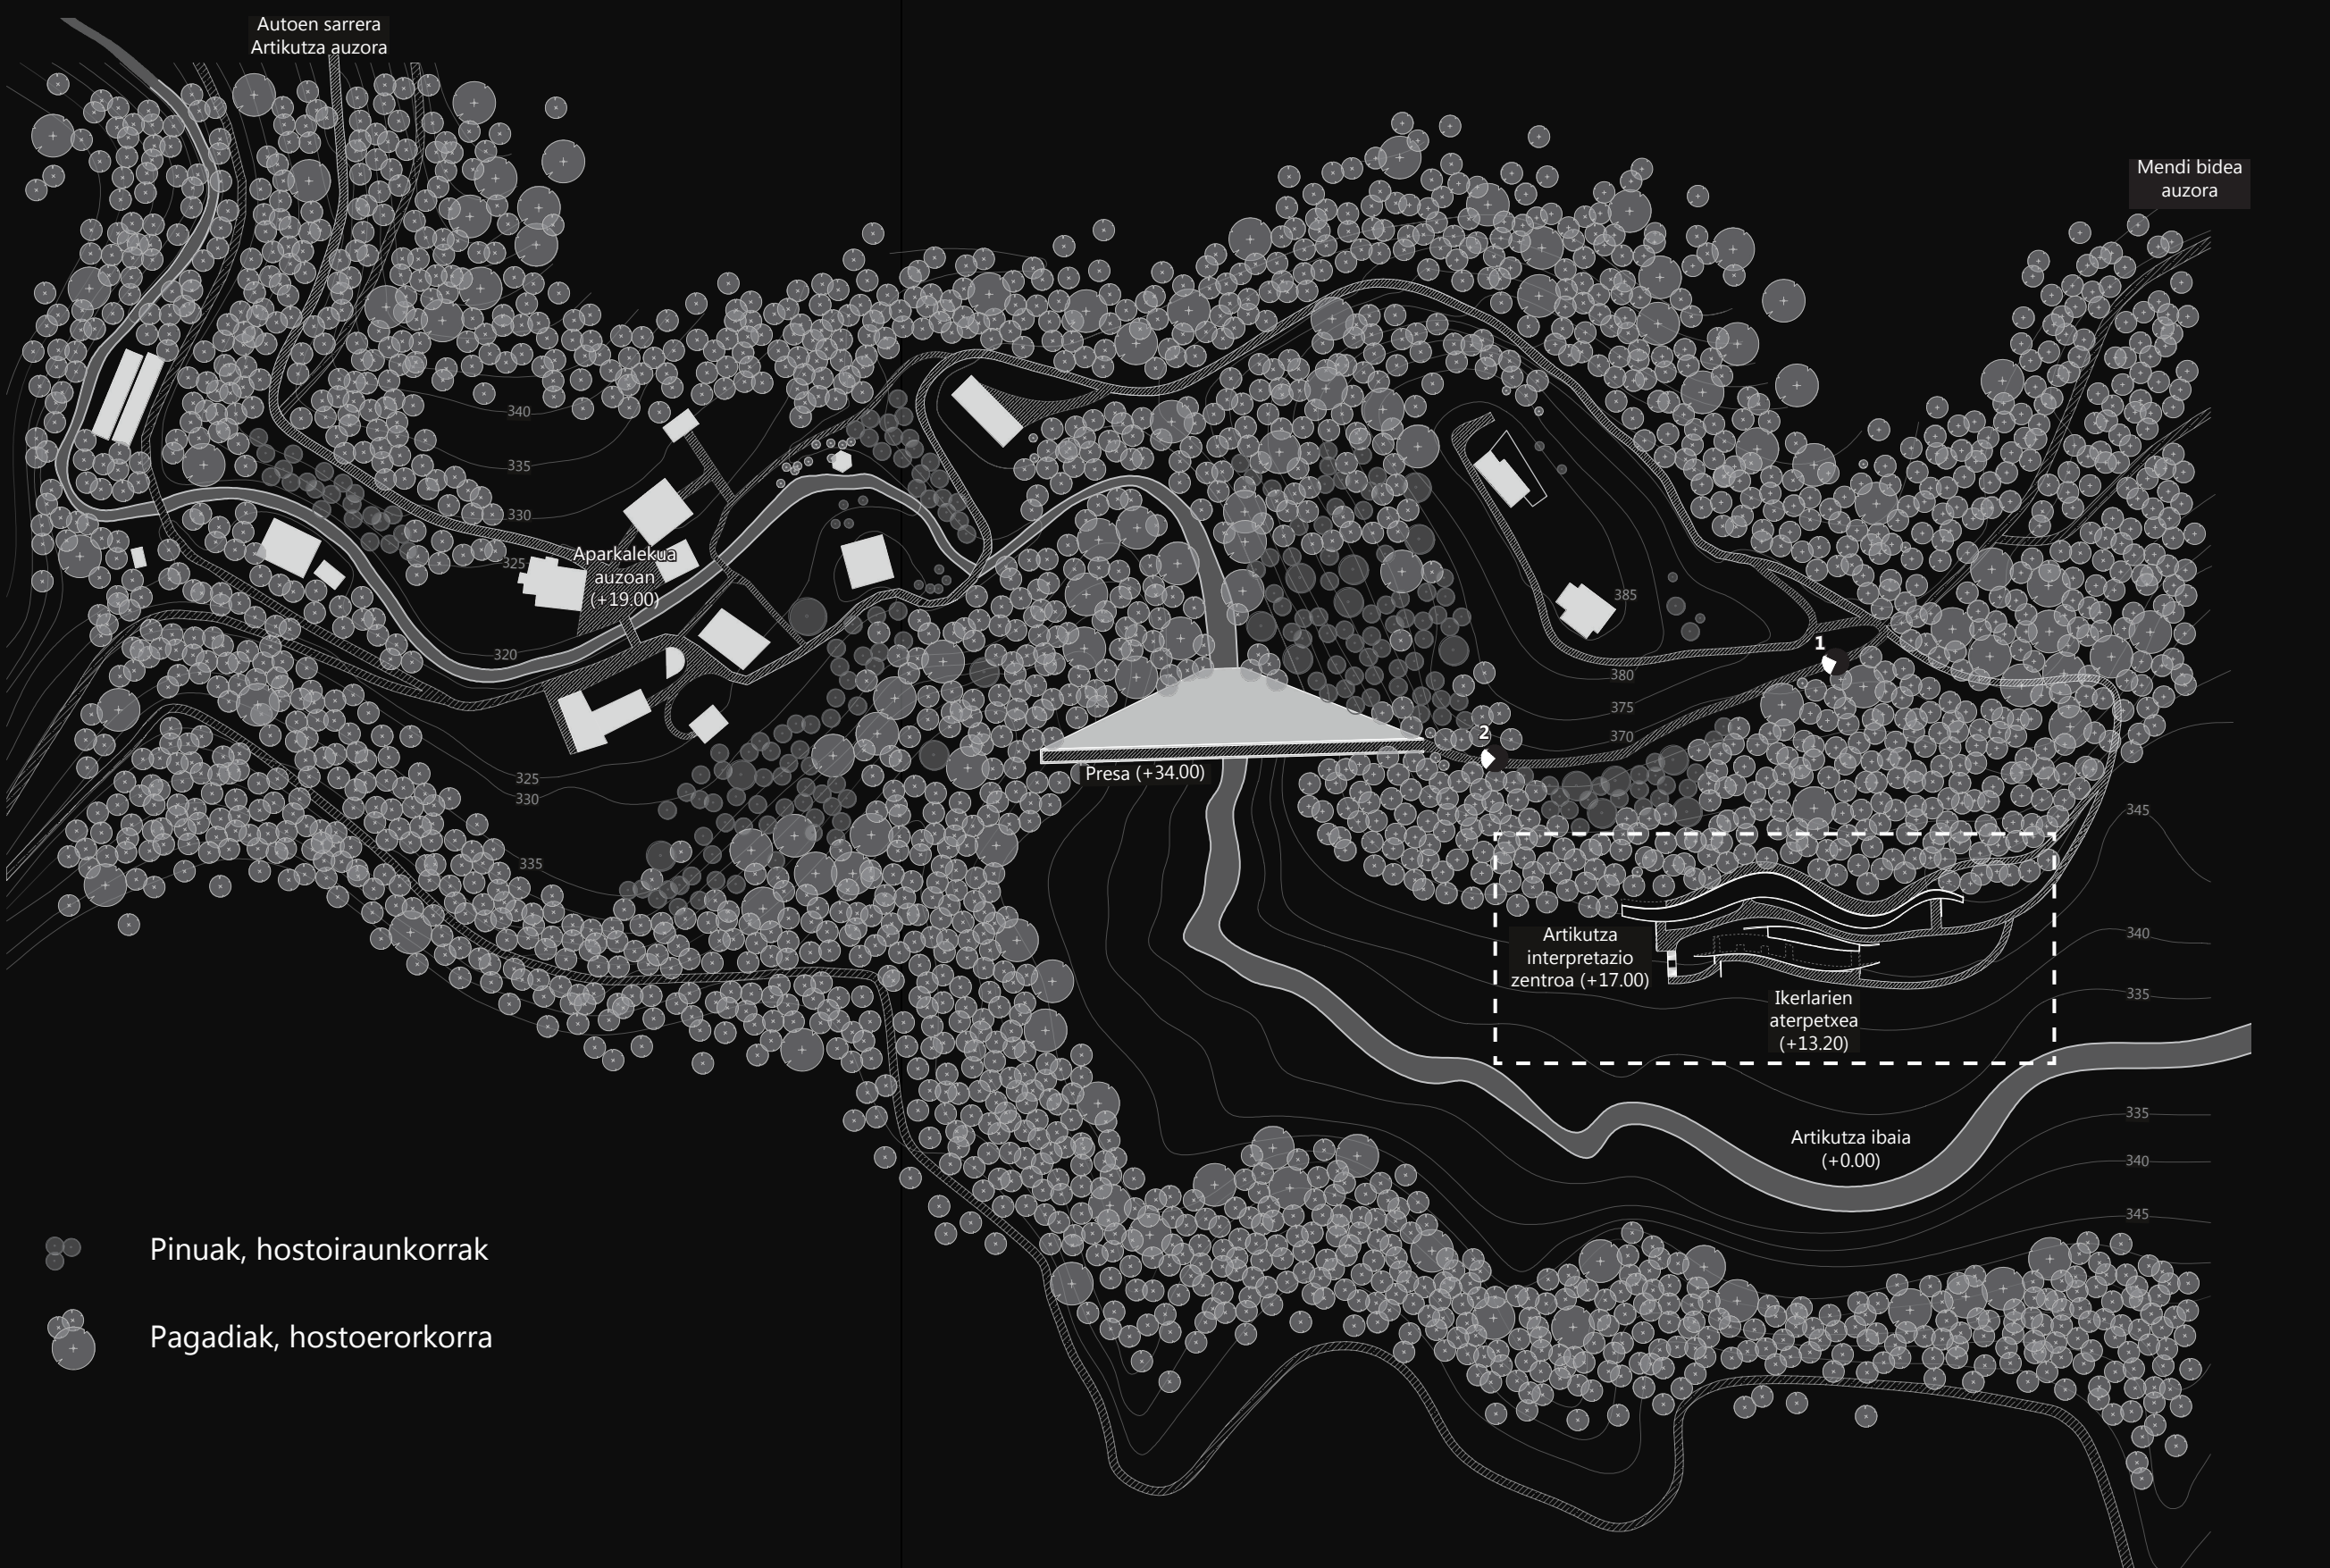 Autoen sarrera
Artikutza auzora
Mendi bidea
auzora
340
335
330
325
Aparkalekua
auzoan
(+19.00)
320
385
1
380
375
370
2
Presa (+34.00)
325
330
335
345
340
335
Artikutza
interpretazio
zentroa (+17.00)
Ikerlarien
aterpetxea
(+13.20)
335
Artikutza ibaia
(+0.00)
340
345
Pinuak, hostoiraunkorrak
Pagadiak, hostoerorkorra